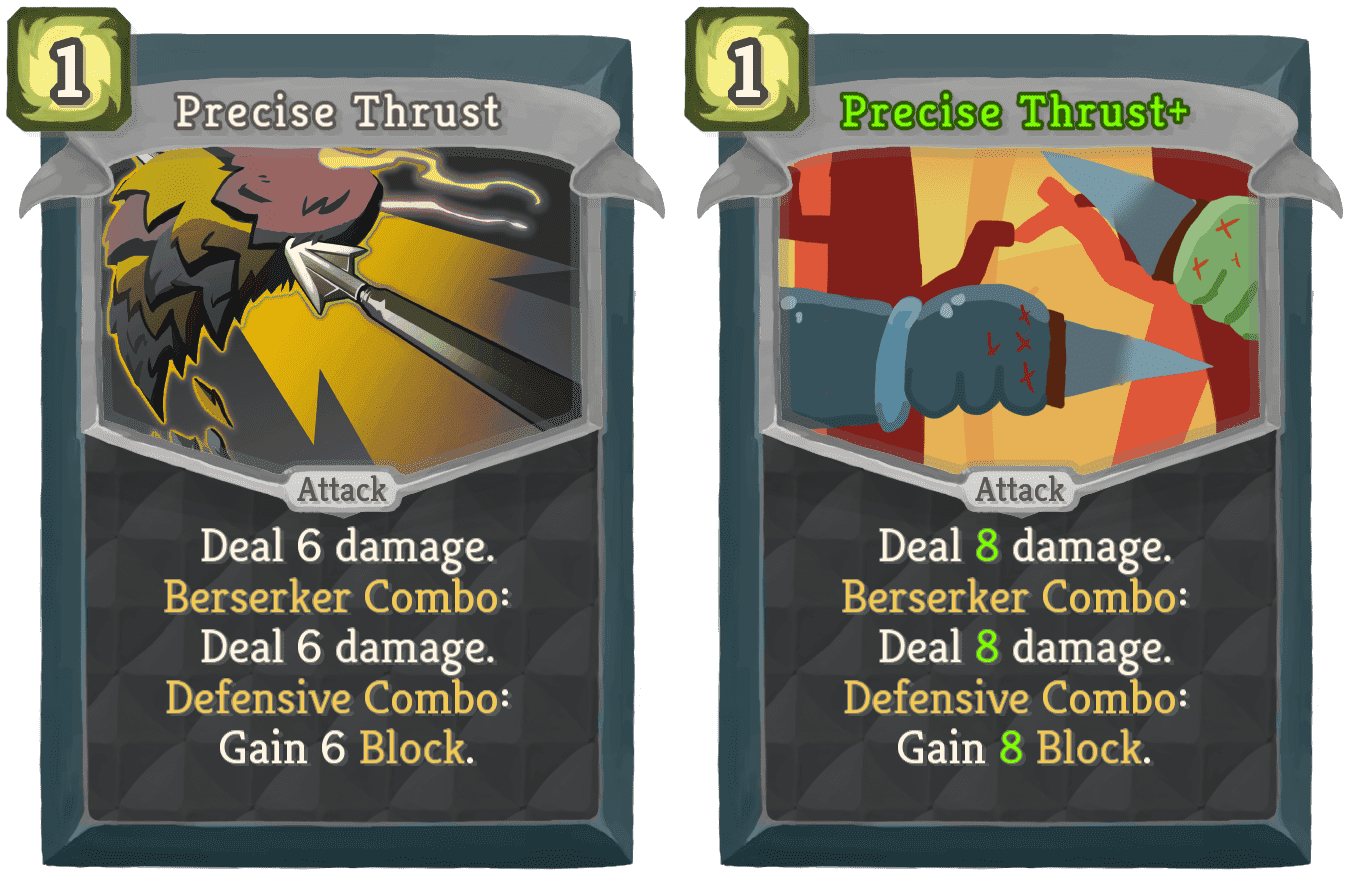 1
Precise Thrust
Attack
Deal 6 damage.
Berserker Combo:
Deal 6 damage.
Defensive Combo:
Gain 6 Block.
1
Precise Thrust+
Attack
Deal 8 damage.
Berserker Combo:
Deal 8 damage.
Defensive Combo:
Gain 8 Block.